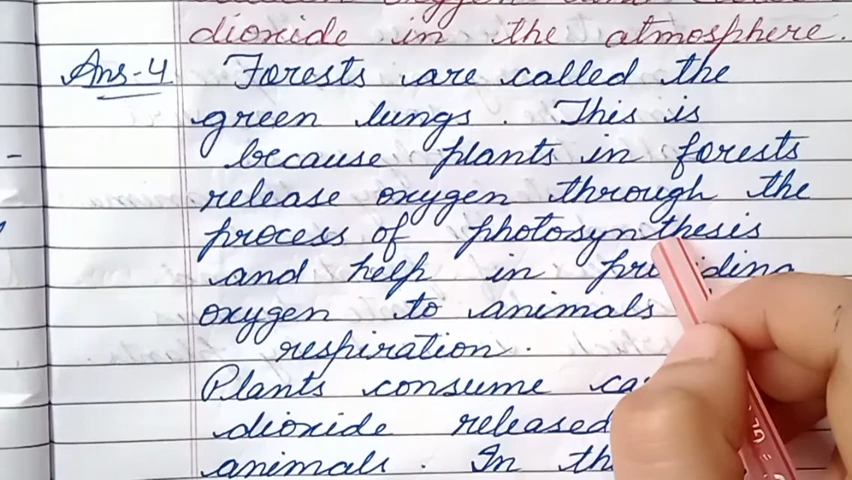 dioxide in the atmosphere.
Ans-4 Forests are called the
green lungs. This is
because plants in forests
release oxygen through the
process of photosynthesis
and help in
oxygen to animals
respiration.
Plants consume
dioxide released
animals. In